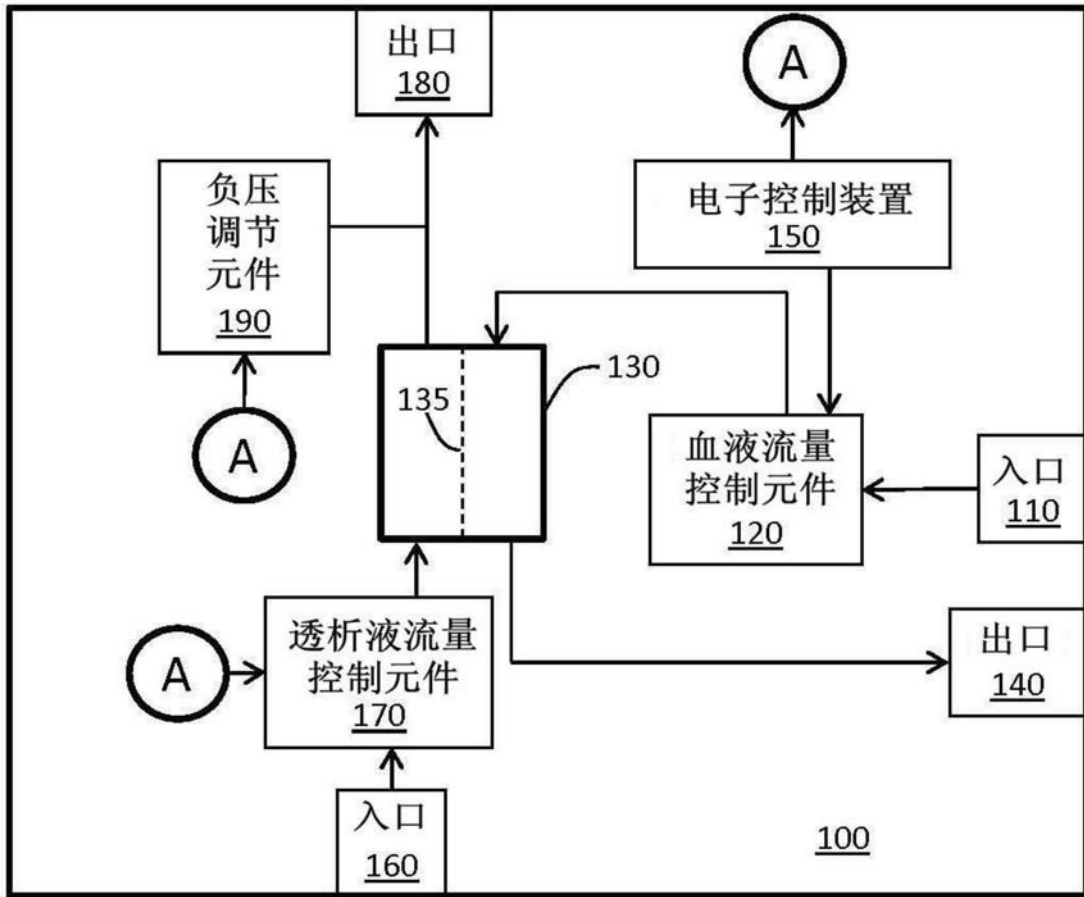 出口
180
A
负压
调节
元件
190
电子控制装置
150
130
135
A
血液流量
控制元件
120
入口
110
透析液流量
控制元件
170
A
出口
140
入口
160
100